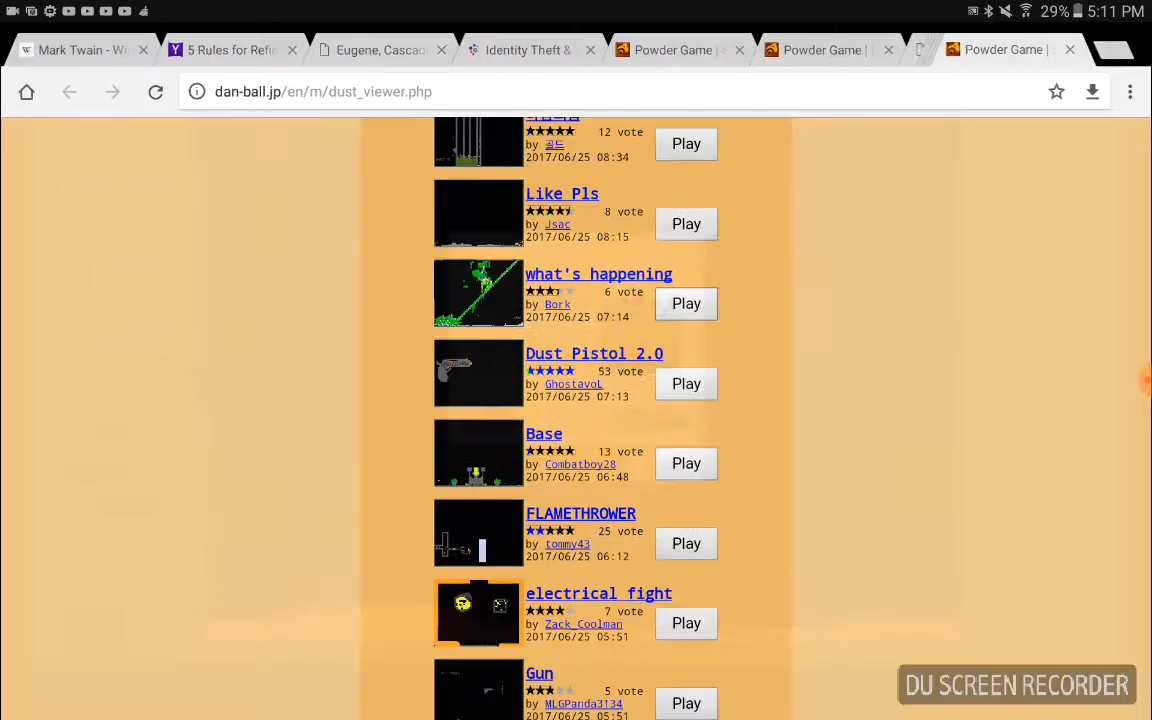 29% 5:11 PM
Mark Twain - W
5 Rules for Refin
Eugene, Cascad
Identity Theft &
Powder Game |
Powder Game |
Powder Game |
dan-ball.jp/en/m/dust_viewer.php
12 vote
by 골드
2017/06/25 08:34
Play
Like Pls
8 vote
by Jsac
2017/06/25 08:15
Play
what's happening
6 vote
by Bork
2017/06/25 07:14
Play
Dust Pistol 2.0
53 vote
by GhostavoL
2017/06/25 07:13
Play
Base
13 vote
by Combatboy28
2017/06/25 06:48
Play
FLAMETHROWER
25 vote
by tommy43
2017/06/25 06:12
Play
electrical fight
7 vote
by Zack_Coolman
2017/06/25 05:51
Play
Gun
5 vote
by MLGPanda3134
2017/06/25 05:51
Play
DU SCREEN RECORDER